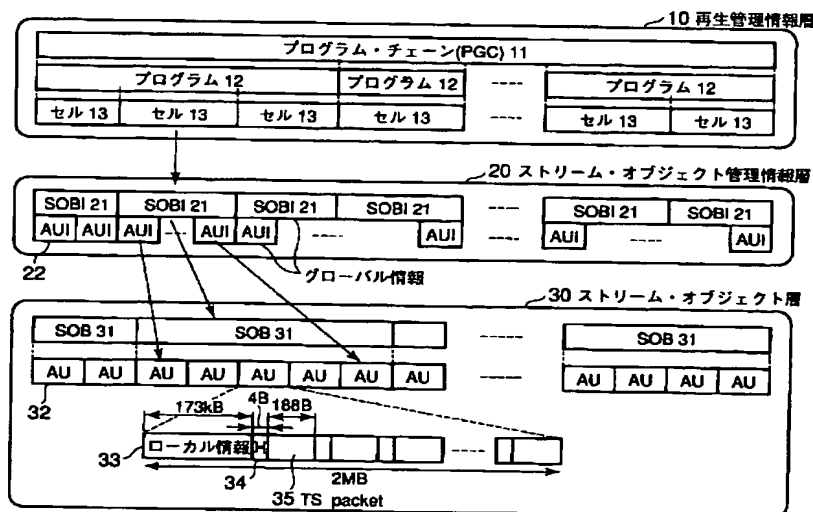 10 再生管理情報層
プログラム・チェーン(PGC) 11
プログラム 12 プログラム 12 プログラム 12
セル 13 セル 13 セル 13 セル 13 セル 13 セル 13
20 ストリーム・オブジェクト管理情報層
SOBI 21 SOBI 21 SOBI 21 SOBI 21 SOBI 21 SOBI 21
AUI AUI AUI AUI AUI AUI AUI AUI
22 グローバル情報
30 ストリーム・オブジェクト層
SOB 31 SOB 31 SOB 31
AU AU AU AU AU AU AU AU AU AU AU AU
32
173kB 4B 188B
33 ローカル情報 H
34 2MB
35 TS packet